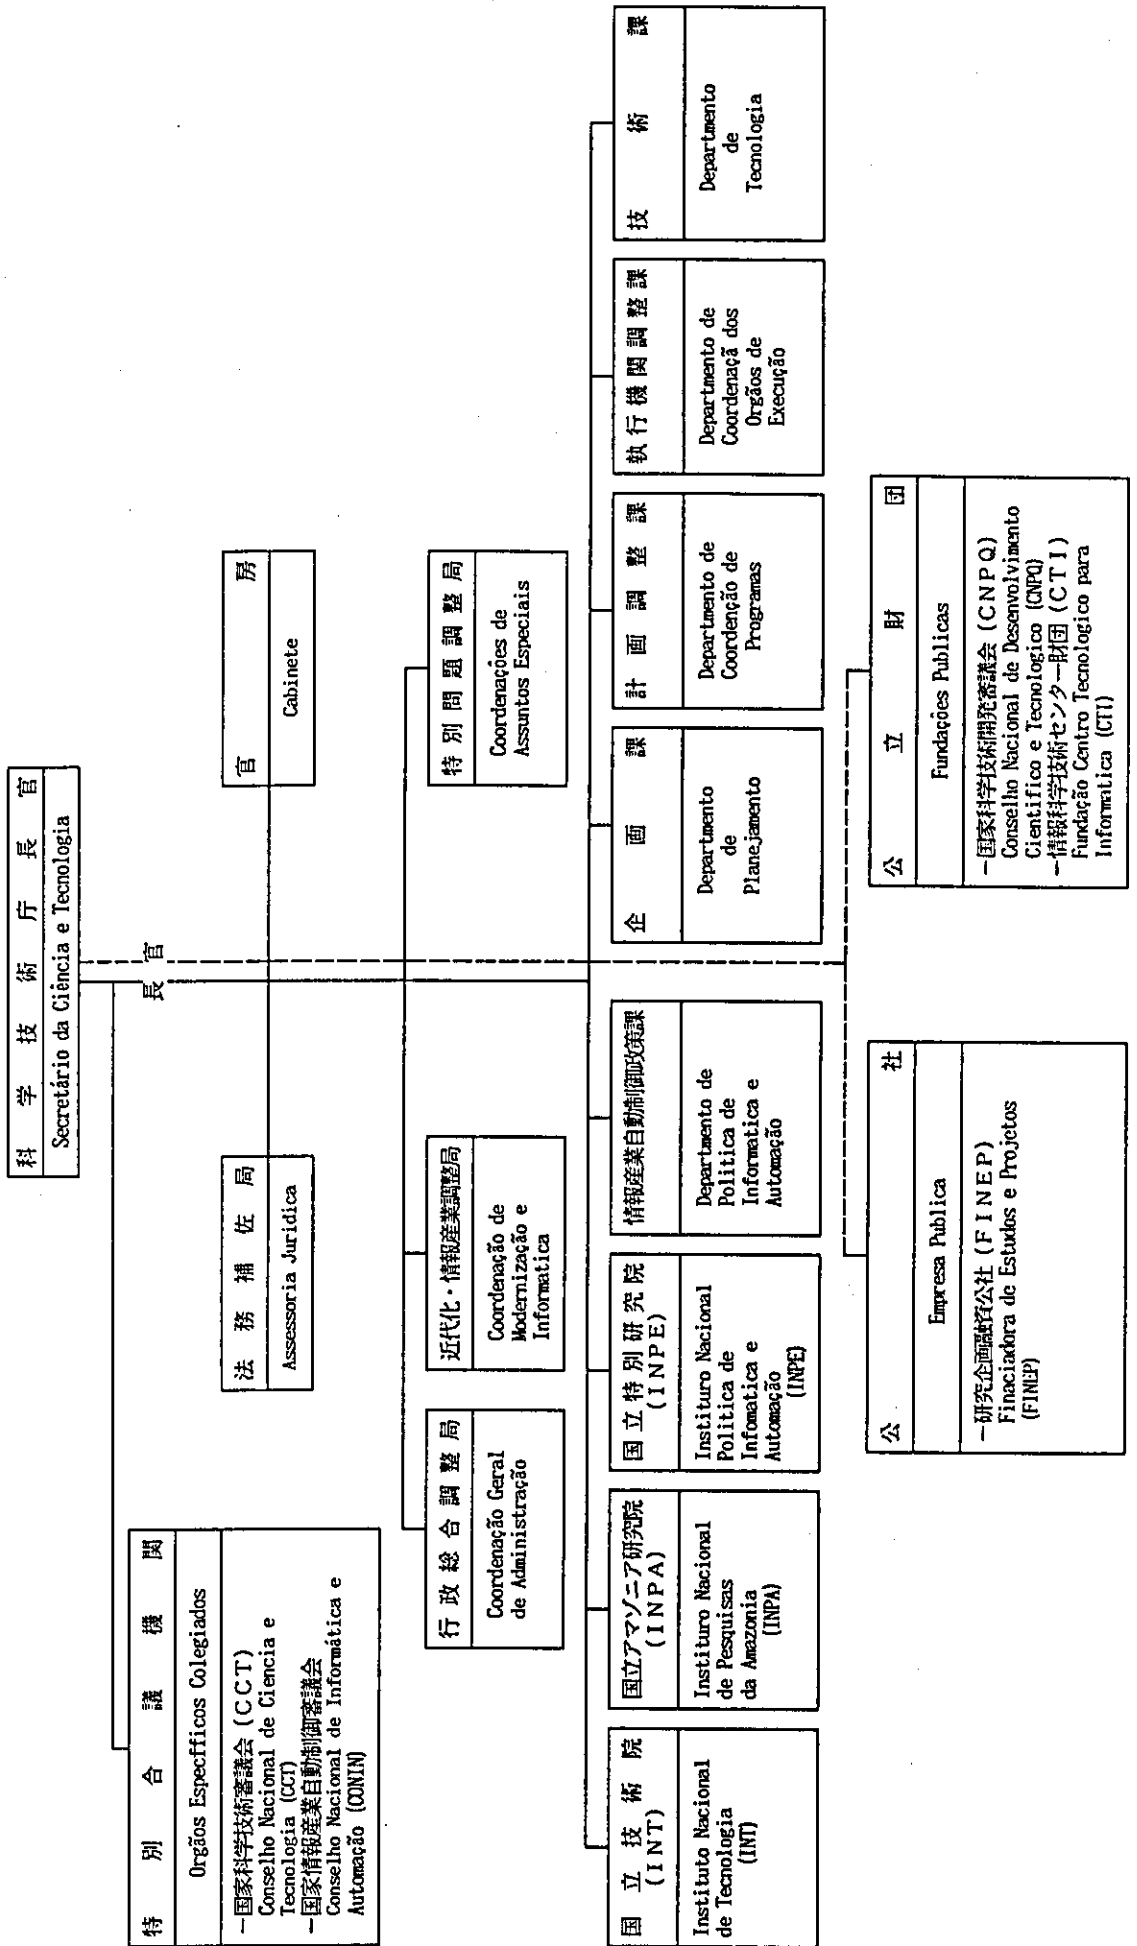 科学技術庁長官
Secretário da Ciência e Tecnologia
特別合議機関
Orgãos Específicos Colegiados
－国家科学技術審議会（ＣＣＴ）
Conselho Nacional de Ciencia e
Tecnologia (CCT)
－国家情報産業自動制御審議会
Conselho Nacional de Informática e
Automação (CONIN)
長官
法務補佐局
Assessoria Juridica
官房
Cabinete
行政総合調整局
Coordenação Geral
de Administração
近代化・情報産業調整局
Coordenação de
Modernização e
Informatica
特別問題調整局
Coordenações de
Assuntos Especiais
国立技術院
(INT)
Instituto Nacional
de Tecnologia
(INT)
国立アマゾニア研究院
(INPA)
Instituro Nacional
de Pesquisas
da Amazonia
(INPA)
国立特別研究院
(INPE)
Instituro Nacional
Politica de
Infomatica e
Automação
(INPE)
情報産業自動制御政策課
Departmento de
Politica de
Informatica e
Automação
企画課
Departmento
de
Planejamento
計画調整課
Departmento de
Coordenção de
Programas
執行機関調整課
Departmento de
Coordenaçã dos
Orgãos de
Execução
技術課
Departmento
de
Tecnologia
公社
Empresa Publica
－研究企画融資公社（ＦＩＮＥＰ）
Finaciadora de Estudos e Projetos
(FINEP)
公立財団
Fundações Publicas
－国家科学技術開発審議会（ＣＮＰＱ）
Conselho Nacional de Desenvolvimento
Cientifico e Tecnologico (CNPQ)
－情報科学技術センター財団（ＣＴＩ）
Fundação Centro Tecnologico para
Informatica (CTI)